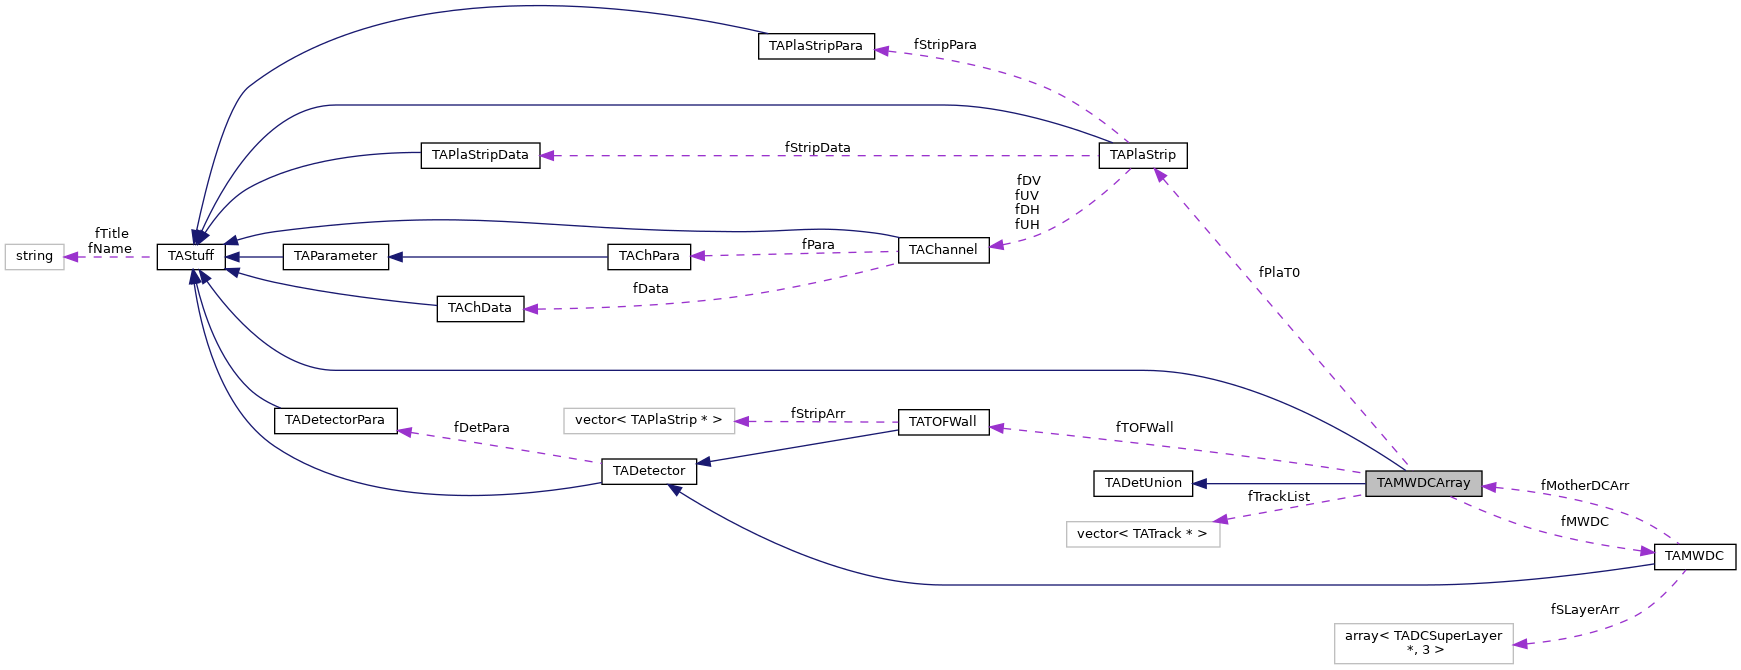 TAPlaStripPara
fStripPara
TAPlaStripData
fStripData
TAPlaStrip
fDV
fUV
fDH
fUH
string
fTitle
fName
TAStuff
TAParameter
TAChPara
fPara
TAChannel
TAChData
fData
fPlaT0
TADetectorPara
fDetPara
vector< TAPlaStrip * >
fStripArr
TATOFWall
fTOFWall
TADetector
TADetUnion
TAMWDCArray
fTrackList
vector< TATrack * >
fMotherDCArr
fMWDC
TAMWDC
fSLayerArr
array< TADCSuperLayer
*, 3 >